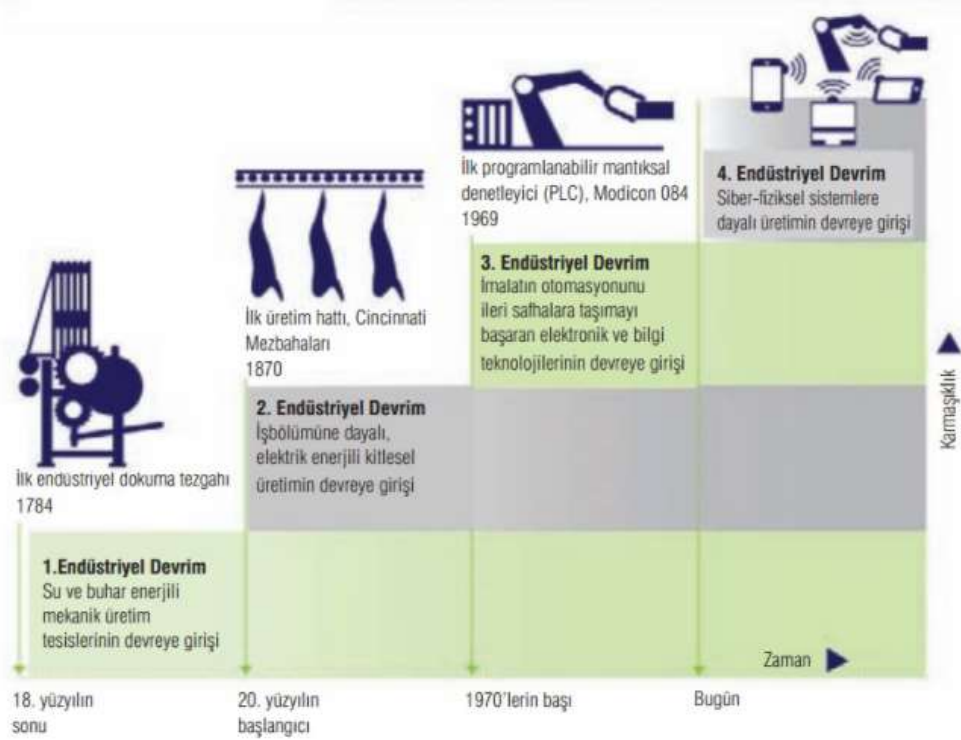 İlk endüstriyel dokuma tezgahı
1784
1.Endüstriyel Devrim
Su ve buhar enerjili
mekanik üretim
tesislerinin devreye girişi
18. yüzyılın
sonu
İlk üretim hattı, Cincinnati
Mezbahaları
1870
2. Endüstriyel Devrim
İşbölümüne dayalı,
elektrik enerjili kitlesel
üretimin devreye girişi
20. yüzyılın
başlangıcı
İlk programlanabilir mantıksal
denetleyici (PLC), Modicon 084
1969
3. Endüstriyel Devrim
İmalatın otomasyonunu
ileri safhalara taşımayı
başaran elektronik ve bilgi
teknolojilerinin devreye girişi
1970'lerin başı
4. Endüstriyel Devrim
Siber-fiziksel sistemlere
dayalı üretimin devreye girişi
Bugün
Zaman
Karmaşıklık